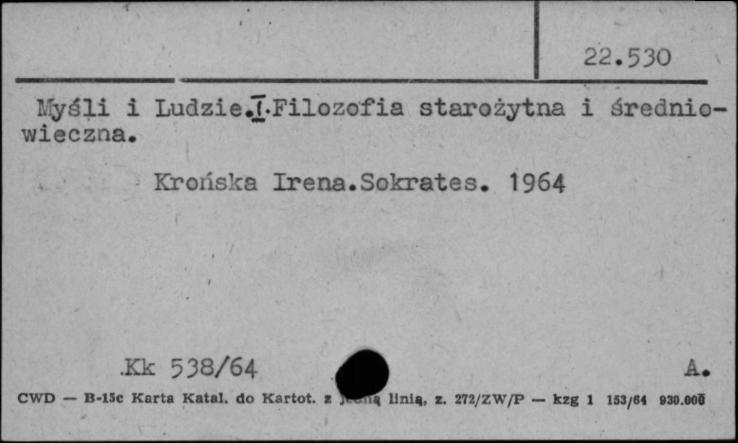 22.530
Myśli i Ludzie.I.Filozofia starożytna i średnio-
wieczna.
Krońska Irena.Sokrates. 1964
Kk 538/64 A.
CWD — B-15c Karta Katal. do Kartot. z jedną linią, z. 272/ZW/P — kzg 1 153/64 930.000